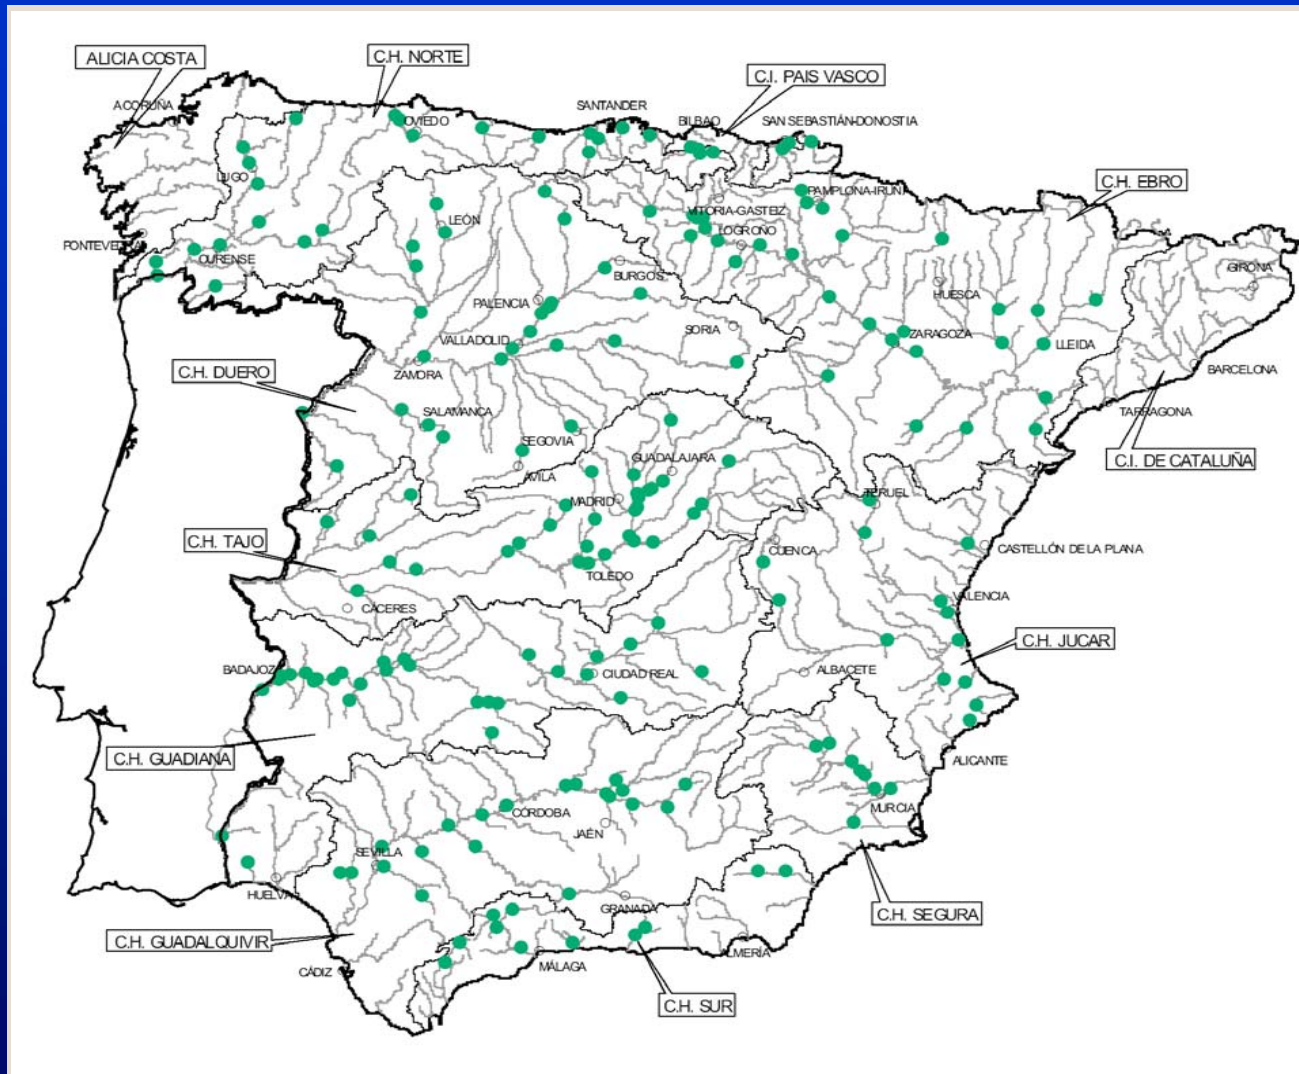 ALICIA COSTA
C.H. NORTE
C.I. PAIS VASCO
A CORUÑA
OVIEDO
SANTANDER
BILBAO
SAN SEBASTIÁN-DONOSTIA
LUGO
PAMPLONA-IRUÑ
C.H. EBRO
LEÓN
VITORIA-GASTEIZ
LOGROÑO
PONTEVEDRA
OURENSE
BURGOS
HUESCA
GIRONA
PALENCIA
SORIA
ZARAGOZA
VALLADOLID
LLEIDA
ZAMORA
BARCELONA
C.H. DUERO
SALAMANCA
TARRAGONA
SEGOVIA
GUADALAJARA
C.I. DE CATALUÑA
ÁVILA
MADRID
TERUEL
C.H. TAJO
CUENCA
CASTELLÓN DE LA PLANA
TOLEDO
CÁCERES
VALENCIA
C.H. JUCAR
BADAJOZ
CIUDAD REAL
ALBACETE
C.H. GUADIANA
ALICANTE
CÓRDOBA
MURCIA
JAÉN
SEVILLA
HUELVA
GRANADA
C.H. SEGURA
C.H. GUADALQUIVIR
ALMERÍA
CÁDIZ
MÁLAGA
C.H. SUR